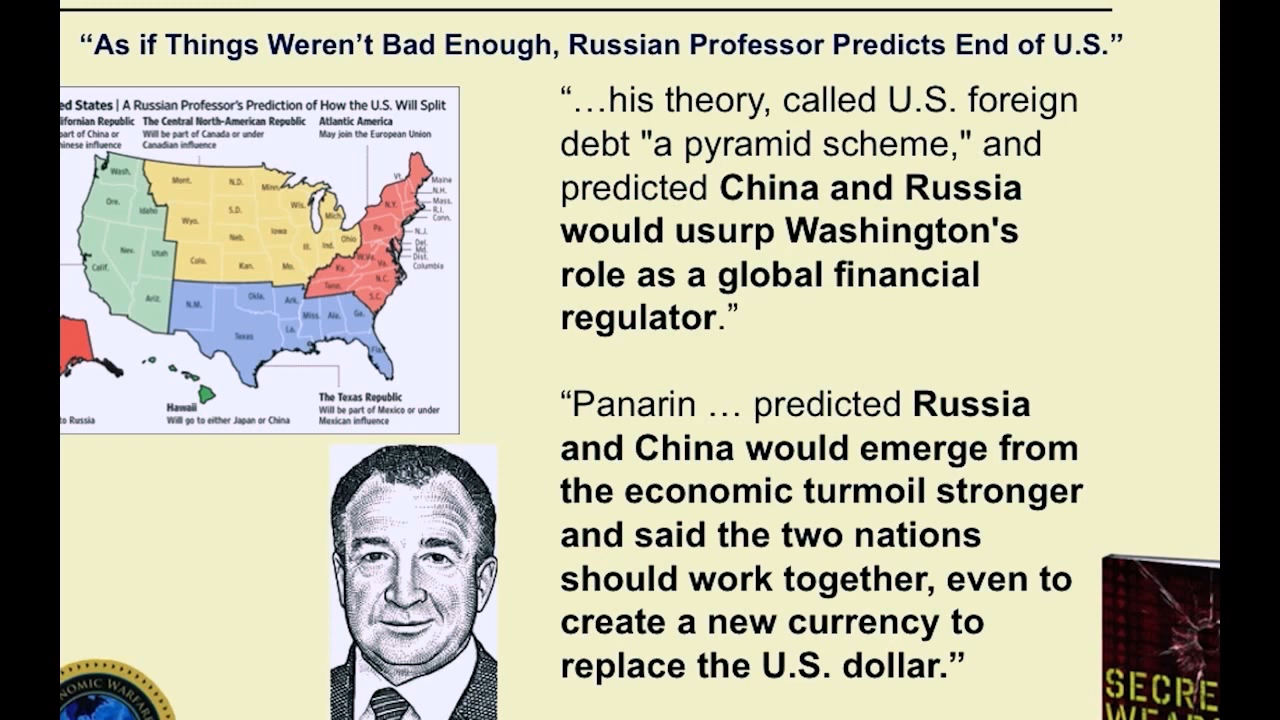 “As if Things Weren’t Bad Enough, Russian Professor Predicts End of U.S.”
ed States | A Russian Professor's Prediction of How the U.S. Will Split
ifornian Republic
part of China or
inese influence
The Central North-American Republic
Will be part of Canada or under
Canadian influence
Atlantic America
May join the European Union
Wash.
Mont.
N.D.
Minn.
Vt.
Maine
N.H.
Mass.
R.I.
Conn.
Ore.
Idaho
Wyo.
S.D.
Wis.
Mich.
N.Y.
Nev.
Utah
Neb.
Iowa
Ill.
Ind.
Ohio
Pa.
N.J.
Del.
Md.
Dist.
Columbia
Calif.
Colo.
Kan.
Mo.
Ky.
W.Va.
Va.
Ariz.
N.M.
Okla.
Ark.
Tenn.
N.C.
S.C.
Texas
La.
Miss.
Ala.
Ga.
Fla.
to Russia
Hawaii
Will go to either Japan or China
The Texas Republic
Will be part of Mexico or under
Mexican influence
“…his theory, called U.S. foreign
debt "a pyramid scheme," and
predicted China and Russia
would usurp Washington's
role as a global financial
regulator.”
“Panarin … predicted Russia
and China would emerge from
the economic turmoil stronger
and said the two nations
should work together, even to
create a new currency to
replace the U.S. dollar.”
ONOMIC WARFAR
SECRE
WEA